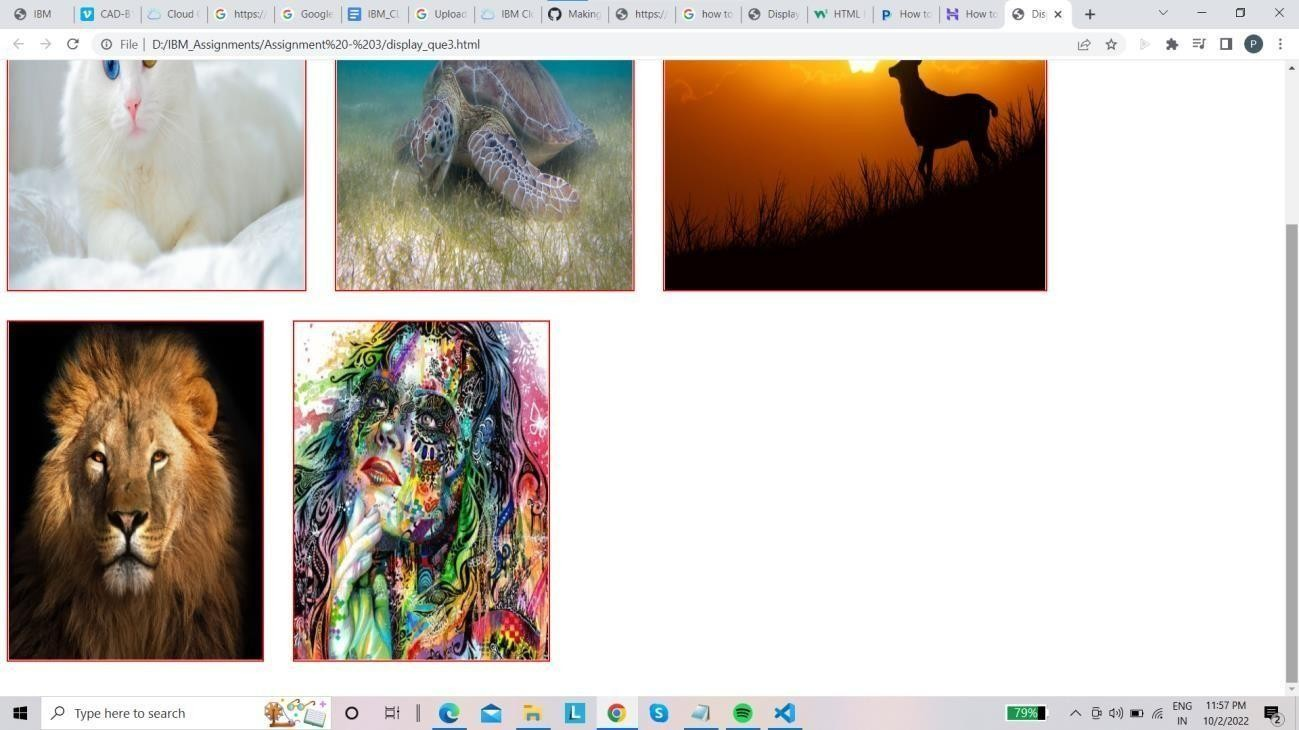 IBM CAD-B Cloud https:/ Google IBM_CL Upload IBM Clo Making https:/ how to Display HTML How to How to Dis
File D:/IBM_Assignments/Assignment%20-%203/display_que3.html P
Type here to search L 79% ENG 11:57 PM
IN 10/2/2022 2